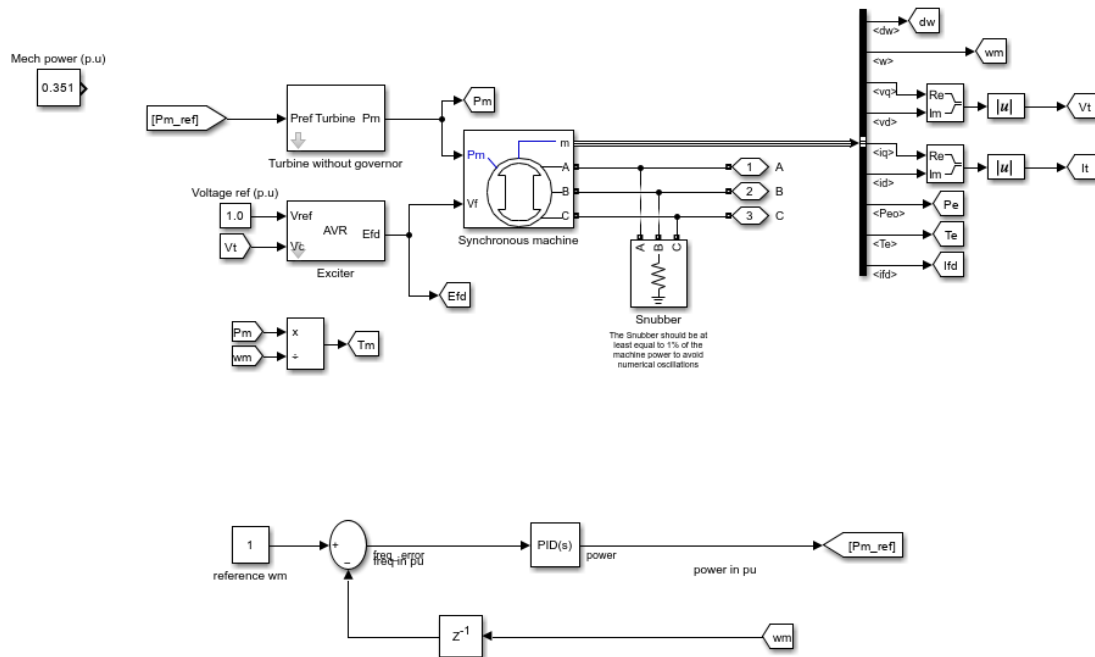 Mech power (p.u)
0.351
[Pm_ref]
Pref Turbine Pm
Turbine without governor
Pm
Voltage ref (p.u)
1.0
Vt
Vref
AVR
Efd
Vc
Exciter
Efd
Pm
wm
x
÷
Tm
Pm
m
A
B
C
Vf
Synchronous machine
1 A
2 B
3 C
A B C
Snubber
The Snubber should be at
least equal to 1% of the
machine power to avoid
numerical oscillations
<dw>
dw
<w>
wm
<vq>
<vd>
Re
Im
|u|
Vt
<iq>
<id>
Re
Im
|u|
It
<Peo>
Pe
<Te>
Te
<ifd>
Ifd
1
reference wm
+
−
freq_error
freq in pu
PID(s)
power
power in pu
[Pm_ref]
Z-1
wm